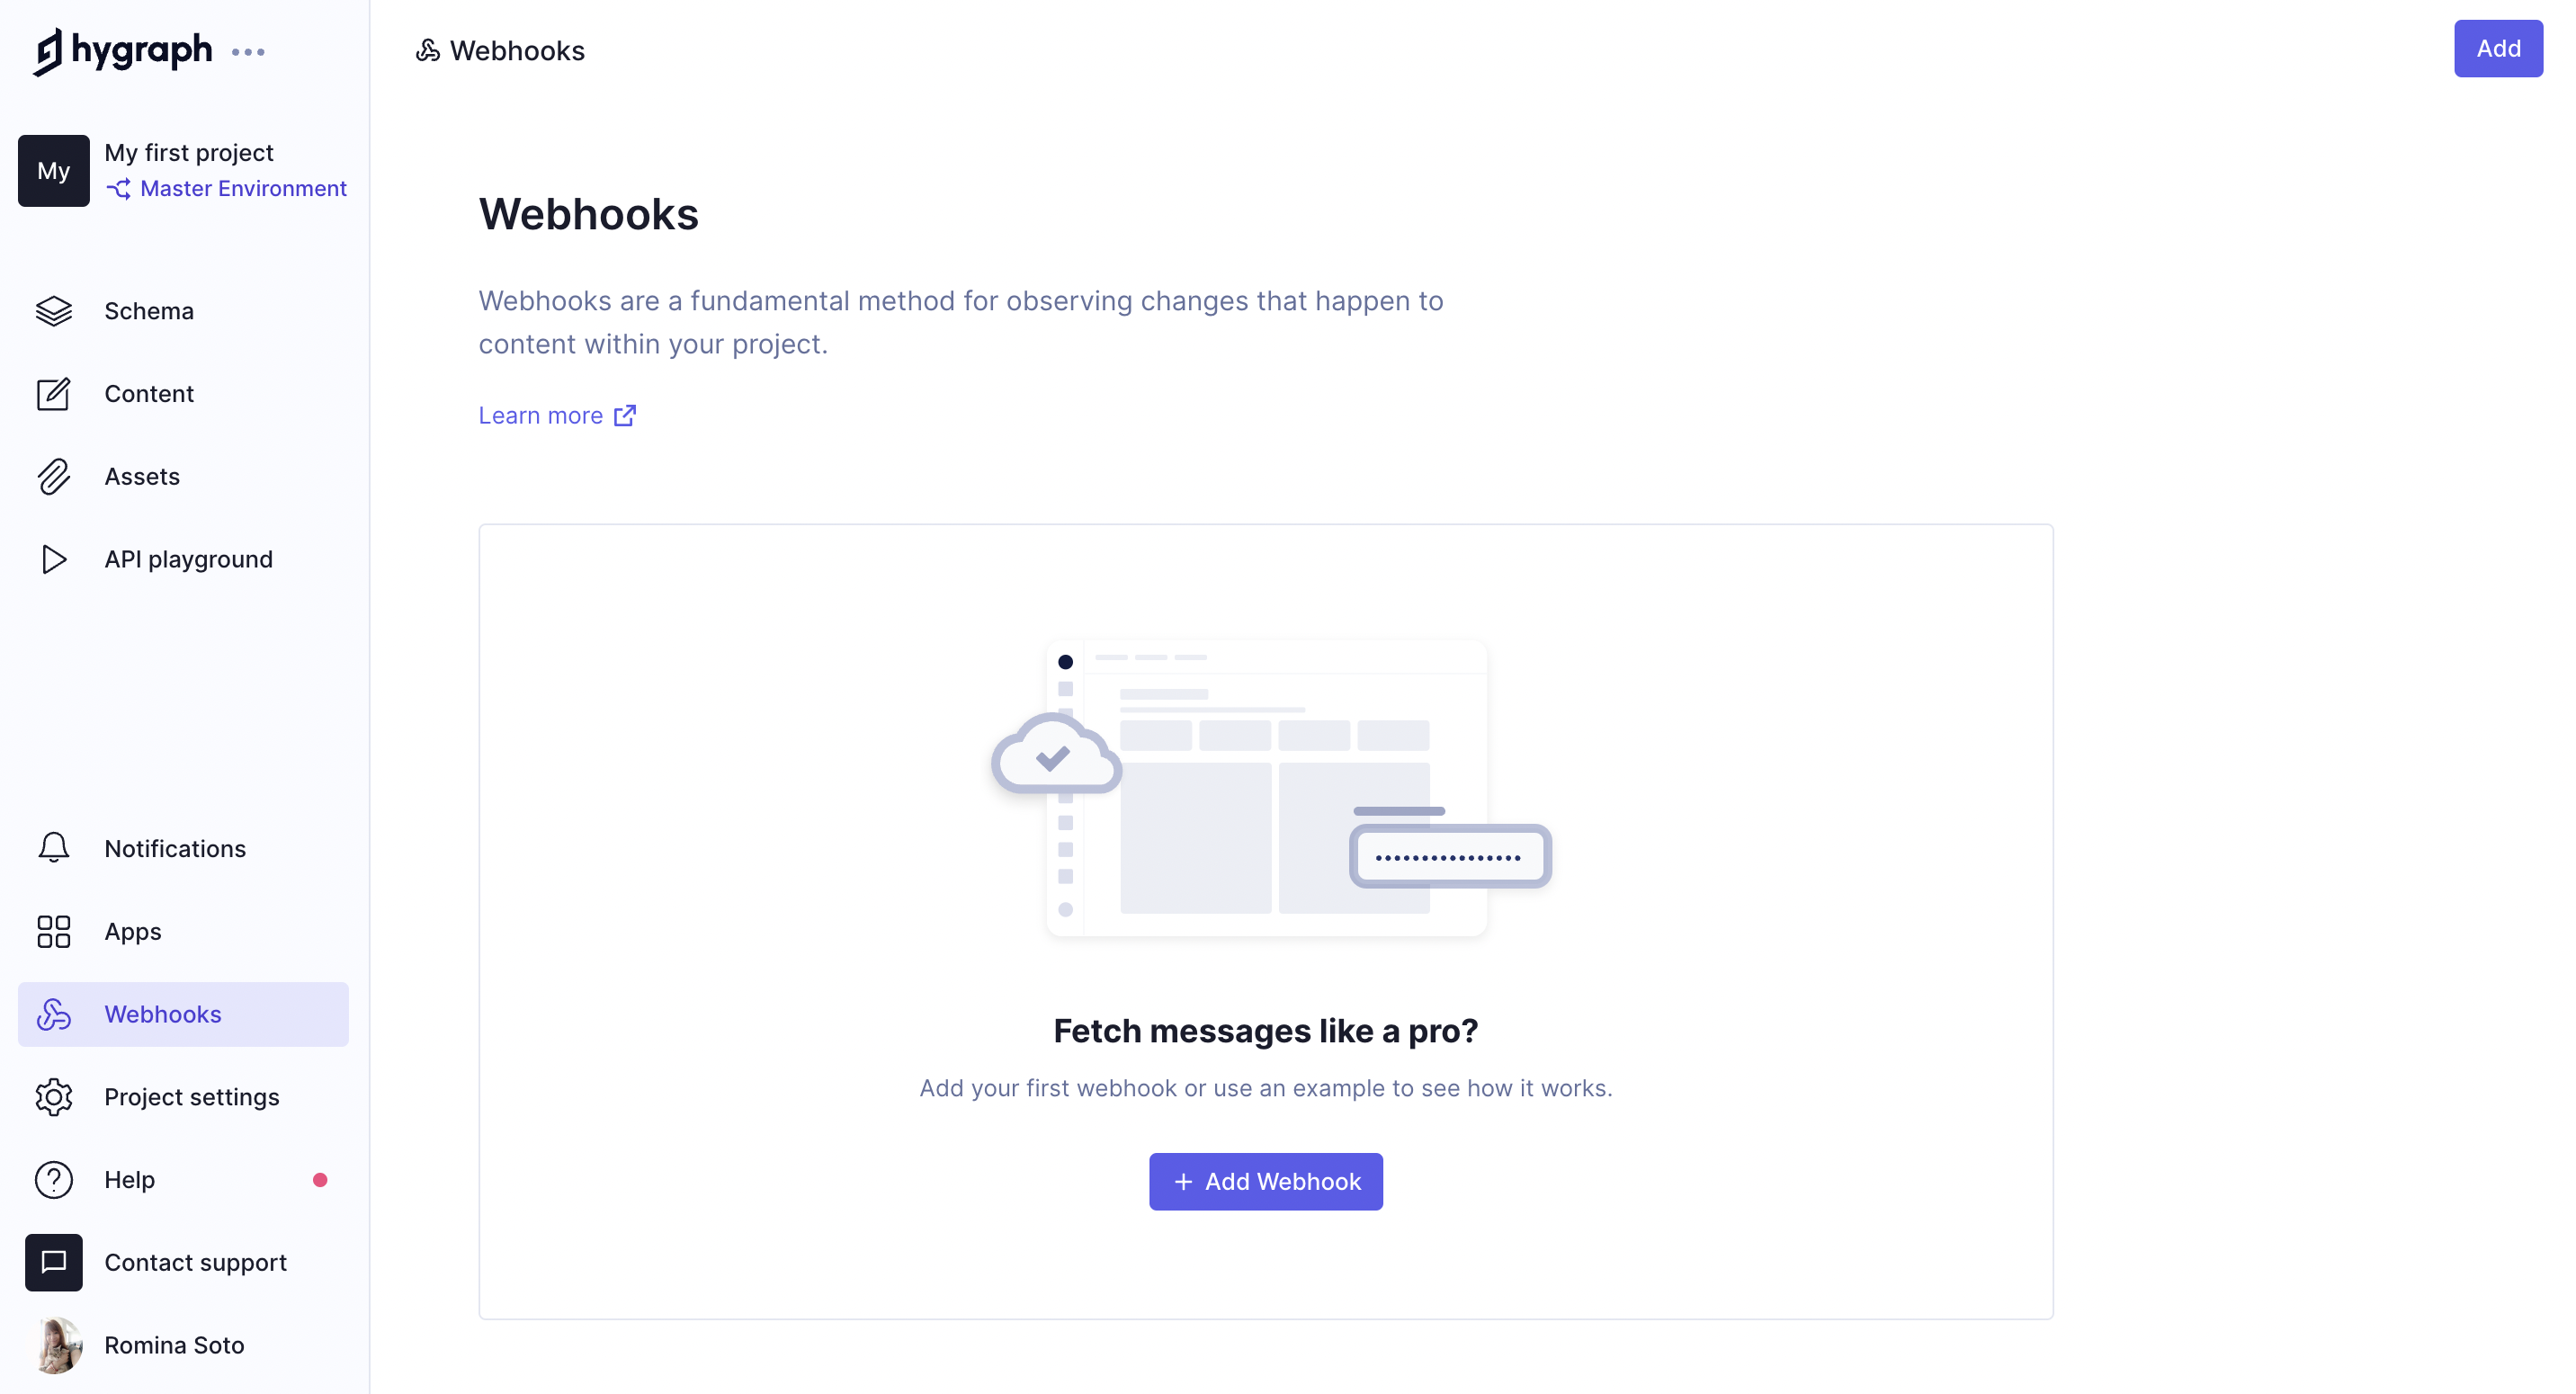 hygraph
My
My first project
Master Environment
Schema
Content
Assets
API playground
Notifications
Apps
Webhooks
Project settings
Help
Contact support
Romina Soto
Webhooks
Add
Webhooks
Webhooks are a fundamental method for observing changes that happen to
content within your project.
Learn more
Fetch messages like a pro?
Add your first webhook or use an example to see how it works.
+ Add Webhook